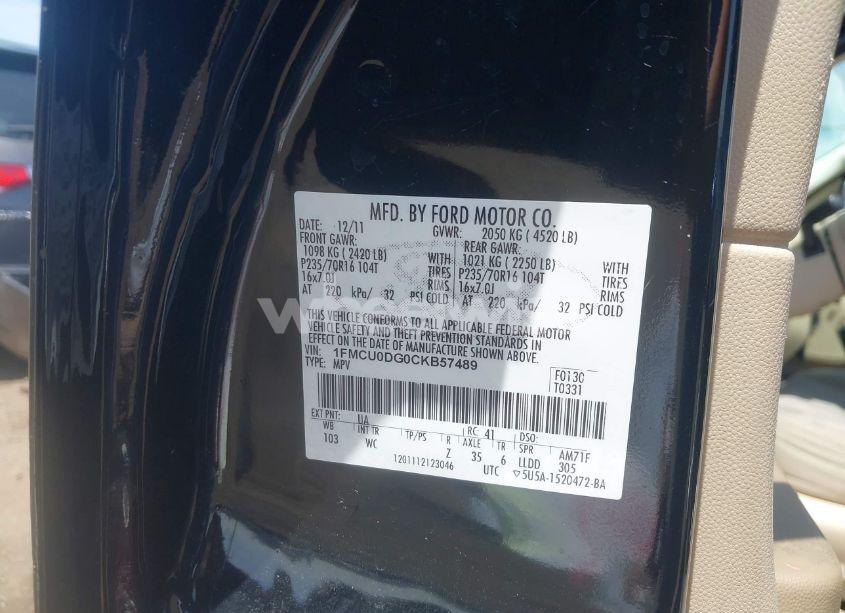 MFD. BY FORD MOTOR CO.
DATE: 12/11 GVWR: 2050 KG ( 4520 LB)
FRONT GAWR: REAR GAWR:
1098 KG ( 2420 LB) WITH 1021 KG ( 2250 LB) WITH
P235/70R16 104T TIRES P235/70R16 104T TIRES
16x7.0J RIMS 16x7.0J RIMS
AT 220 kPa/ 32 PSI COLD AT 220 kPa/ 32 PSI COLD
THIS VEHICLE CONFORMS TO ALL APPLICABLE FEDERAL MOTOR
VEHICLE SAFETY AND THEFT PREVENTION STANDARDS IN
EFFECT ON THE DATE OF MANUFACTURE SHOWN ABOVE.
VIN: 1FMCU0DG0CKB57489
TYPE: MPV
F0130
T0331
EXT PNT: UA RC: 41 DSO:
WB INT TR TP/PS R AXLE TR SPR AM71F
103 WC Z 35 6 LLDD 305
1201112123046 UTC ▽5U5A-1520472-BA